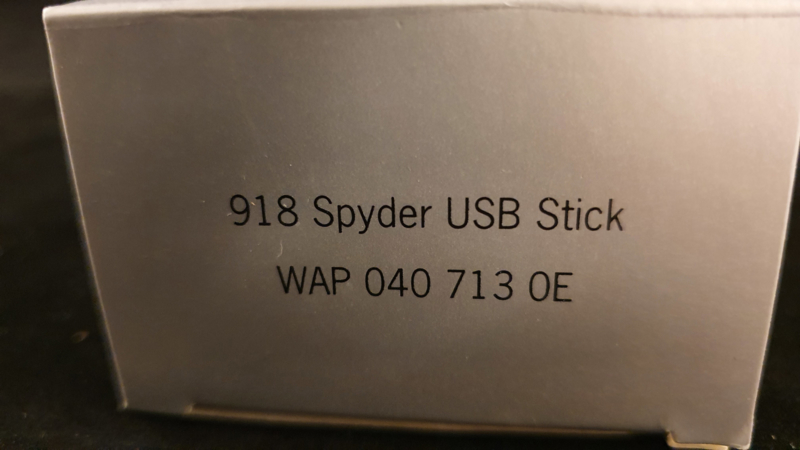 918 Spyder USB Stick
WAP 040 713 0E